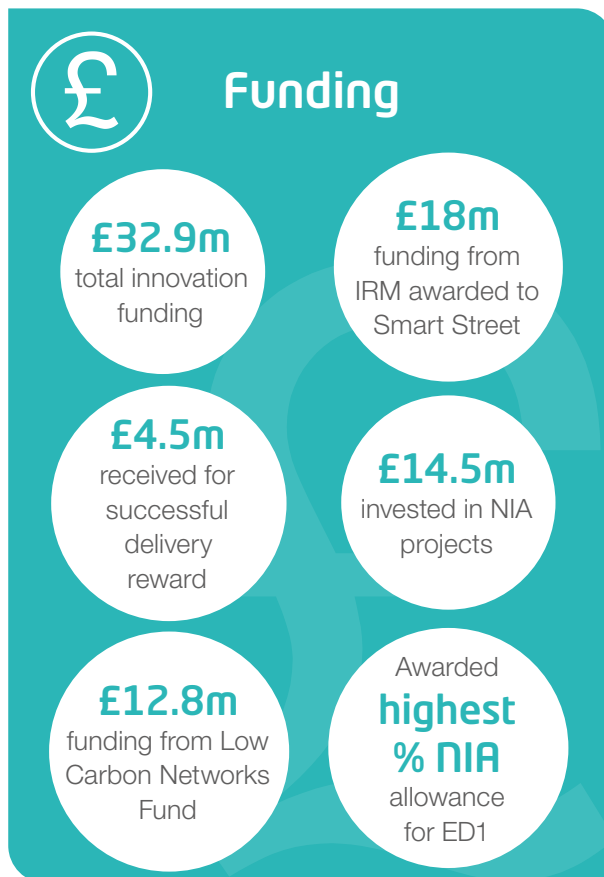 £
Funding
£32.9m
total innovation
funding
£18m
funding from
IRM awarded to
Smart Street
£4.5m
received for
successful
delivery
reward
£14.5m
invested in NIA
projects
£12.8m
funding from Low
Carbon Networks
Fund
Awarded
highest
% NIA
allowance
for ED1